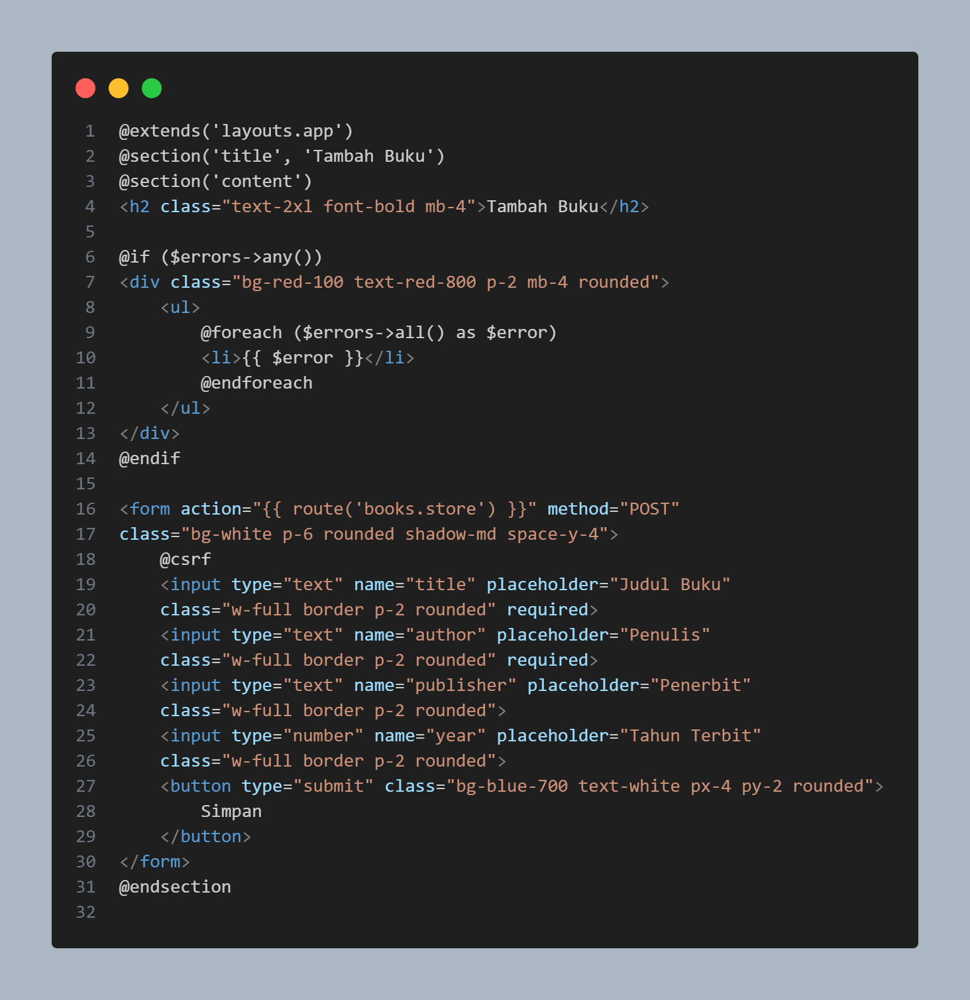 1 @extends('layouts.app')
2 @section('title', 'Tambah Buku')
3 @section('content')
4 <h2 class="text-2xl font-bold mb-4">Tambah Buku</h2>
5
6 @if ($errors->any())
7 <div class="bg-red-100 text-red-800 p-2 mb-4 rounded">
8     <ul>
9         @foreach ($errors->all() as $error)
10         <li>{{ $error }}</li>
11         @endforeach
12     </ul>
13 </div>
14 @endif
15
16 <form action="{{ route('books.store') }}" method="POST"
17 class="bg-white p-6 rounded shadow-md space-y-4">
18     @csrf
19     <input type="text" name="title" placeholder="Judul Buku"
20     class="w-full border p-2 rounded" required>
21     <input type="text" name="author" placeholder="Penulis"
22     class="w-full border p-2 rounded" required>
23     <input type="text" name="publisher" placeholder="Penerbit"
24     class="w-full border p-2 rounded">
25     <input type="number" name="year" placeholder="Tahun Terbit"
26     class="w-full border p-2 rounded">
27     <button type="submit" class="bg-blue-700 text-white px-4 py-2 rounded">
28         Simpan
29     </button>
30 </form>
31 @endsection
32